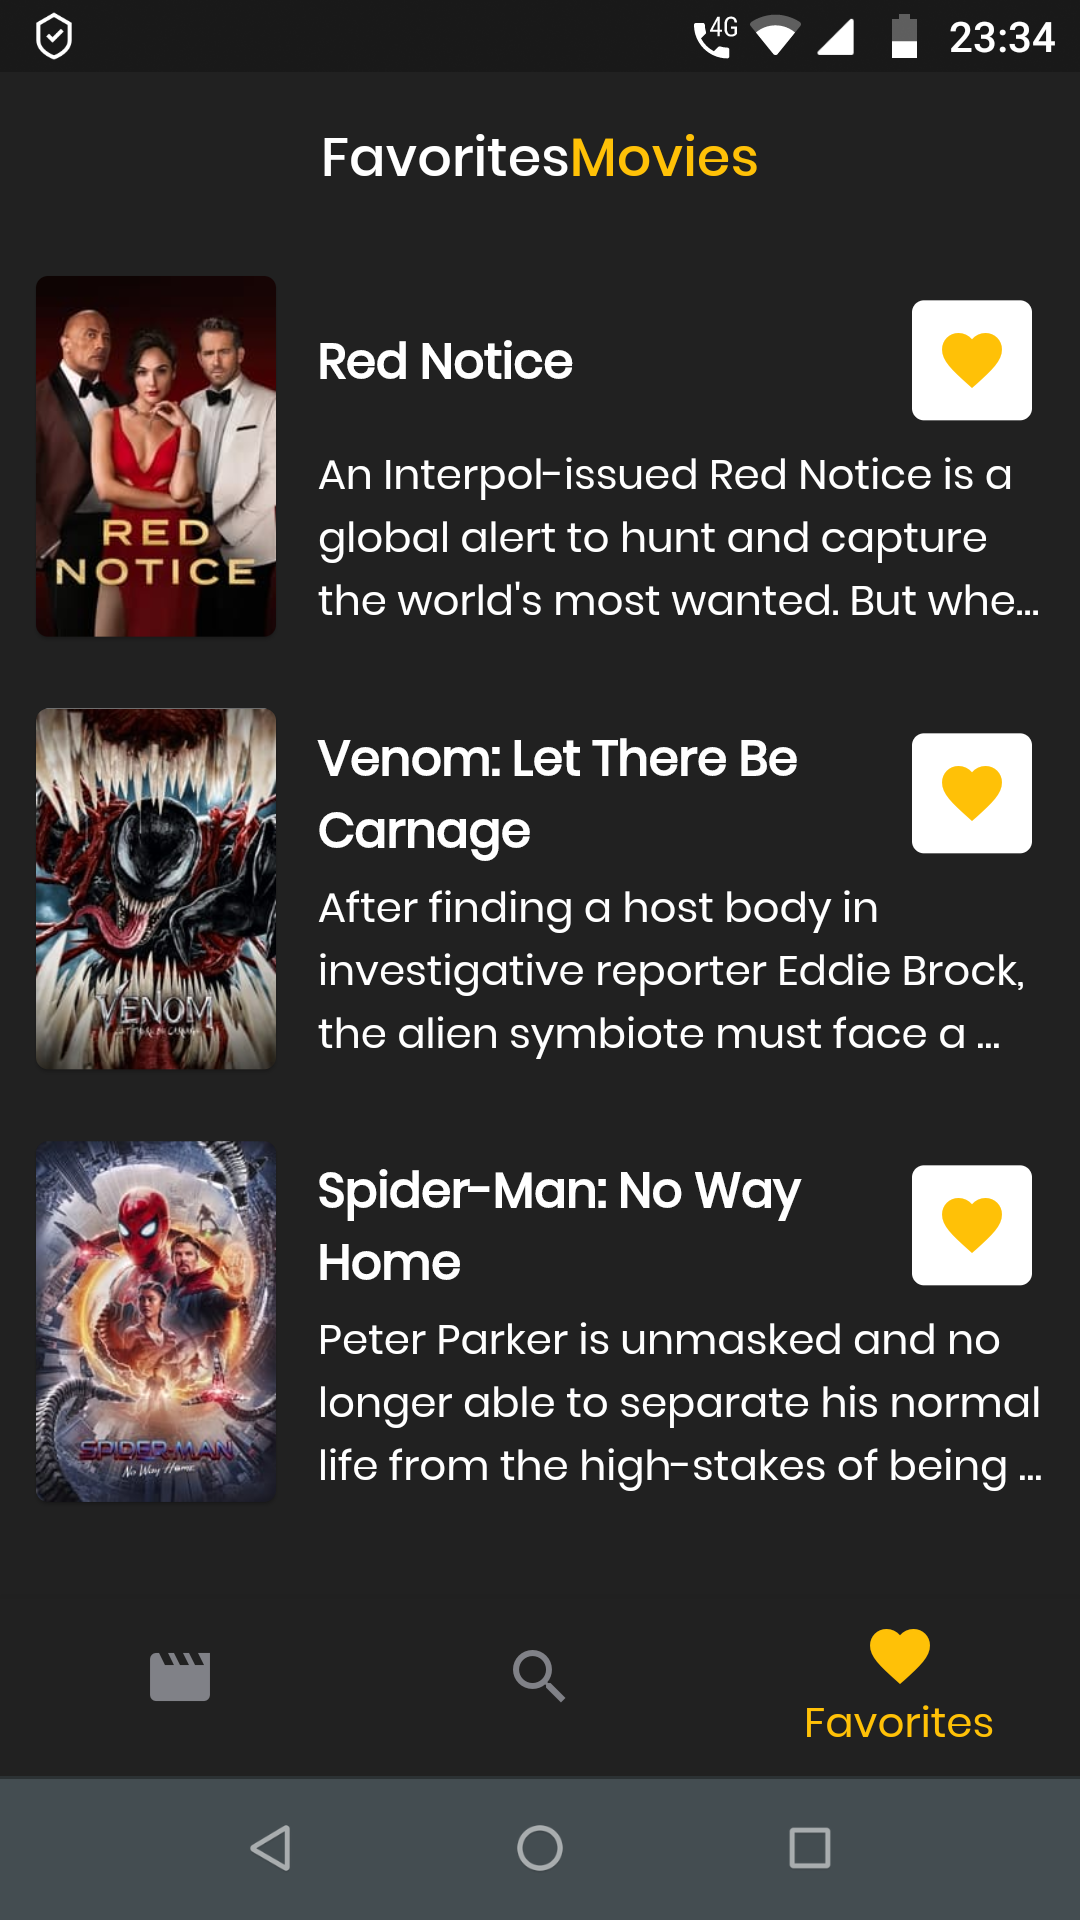 4G 23:34
FavoritesMovies
RED
NOTICE
Red Notice
An Interpol-issued Red Notice is a
global alert to hunt and capture
the world's most wanted. But whe...
VENOM
Venom: Let There Be
Carnage
After finding a host body in
investigative reporter Eddie Brock,
the alien symbiote must face a ...
SPIDER-MAN
No Way Home
Spider-Man: No Way
Home
Peter Parker is unmasked and no
longer able to separate his normal
life from the high-stakes of being ...
Favorites